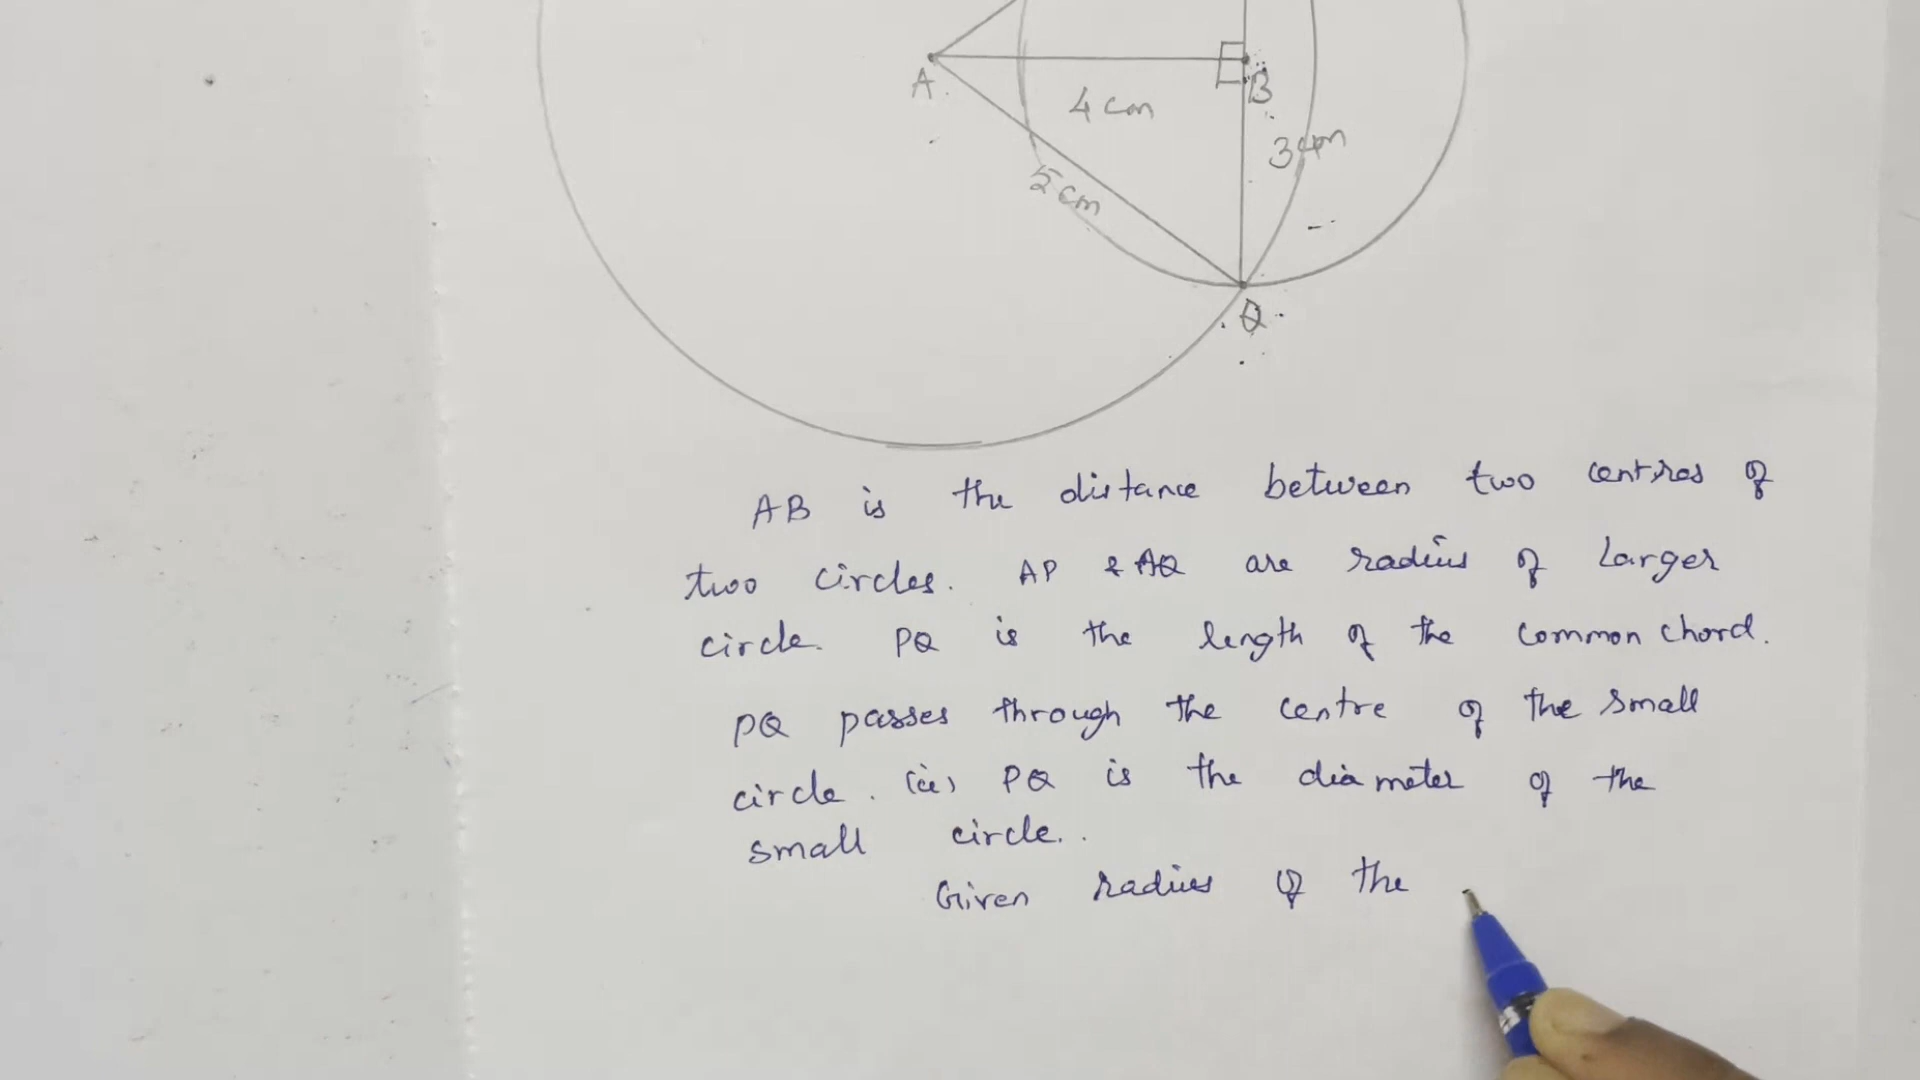 A
B
4 cm
3 cm
5 cm
Q
AB is the distance between two centres of
two circles. AP & AQ are radius of larger
circle. PQ is the length of the common chord.
PQ passes through the centre of the small
circle. (ie) PQ is the diameter of the
small circle.
Given radius of the